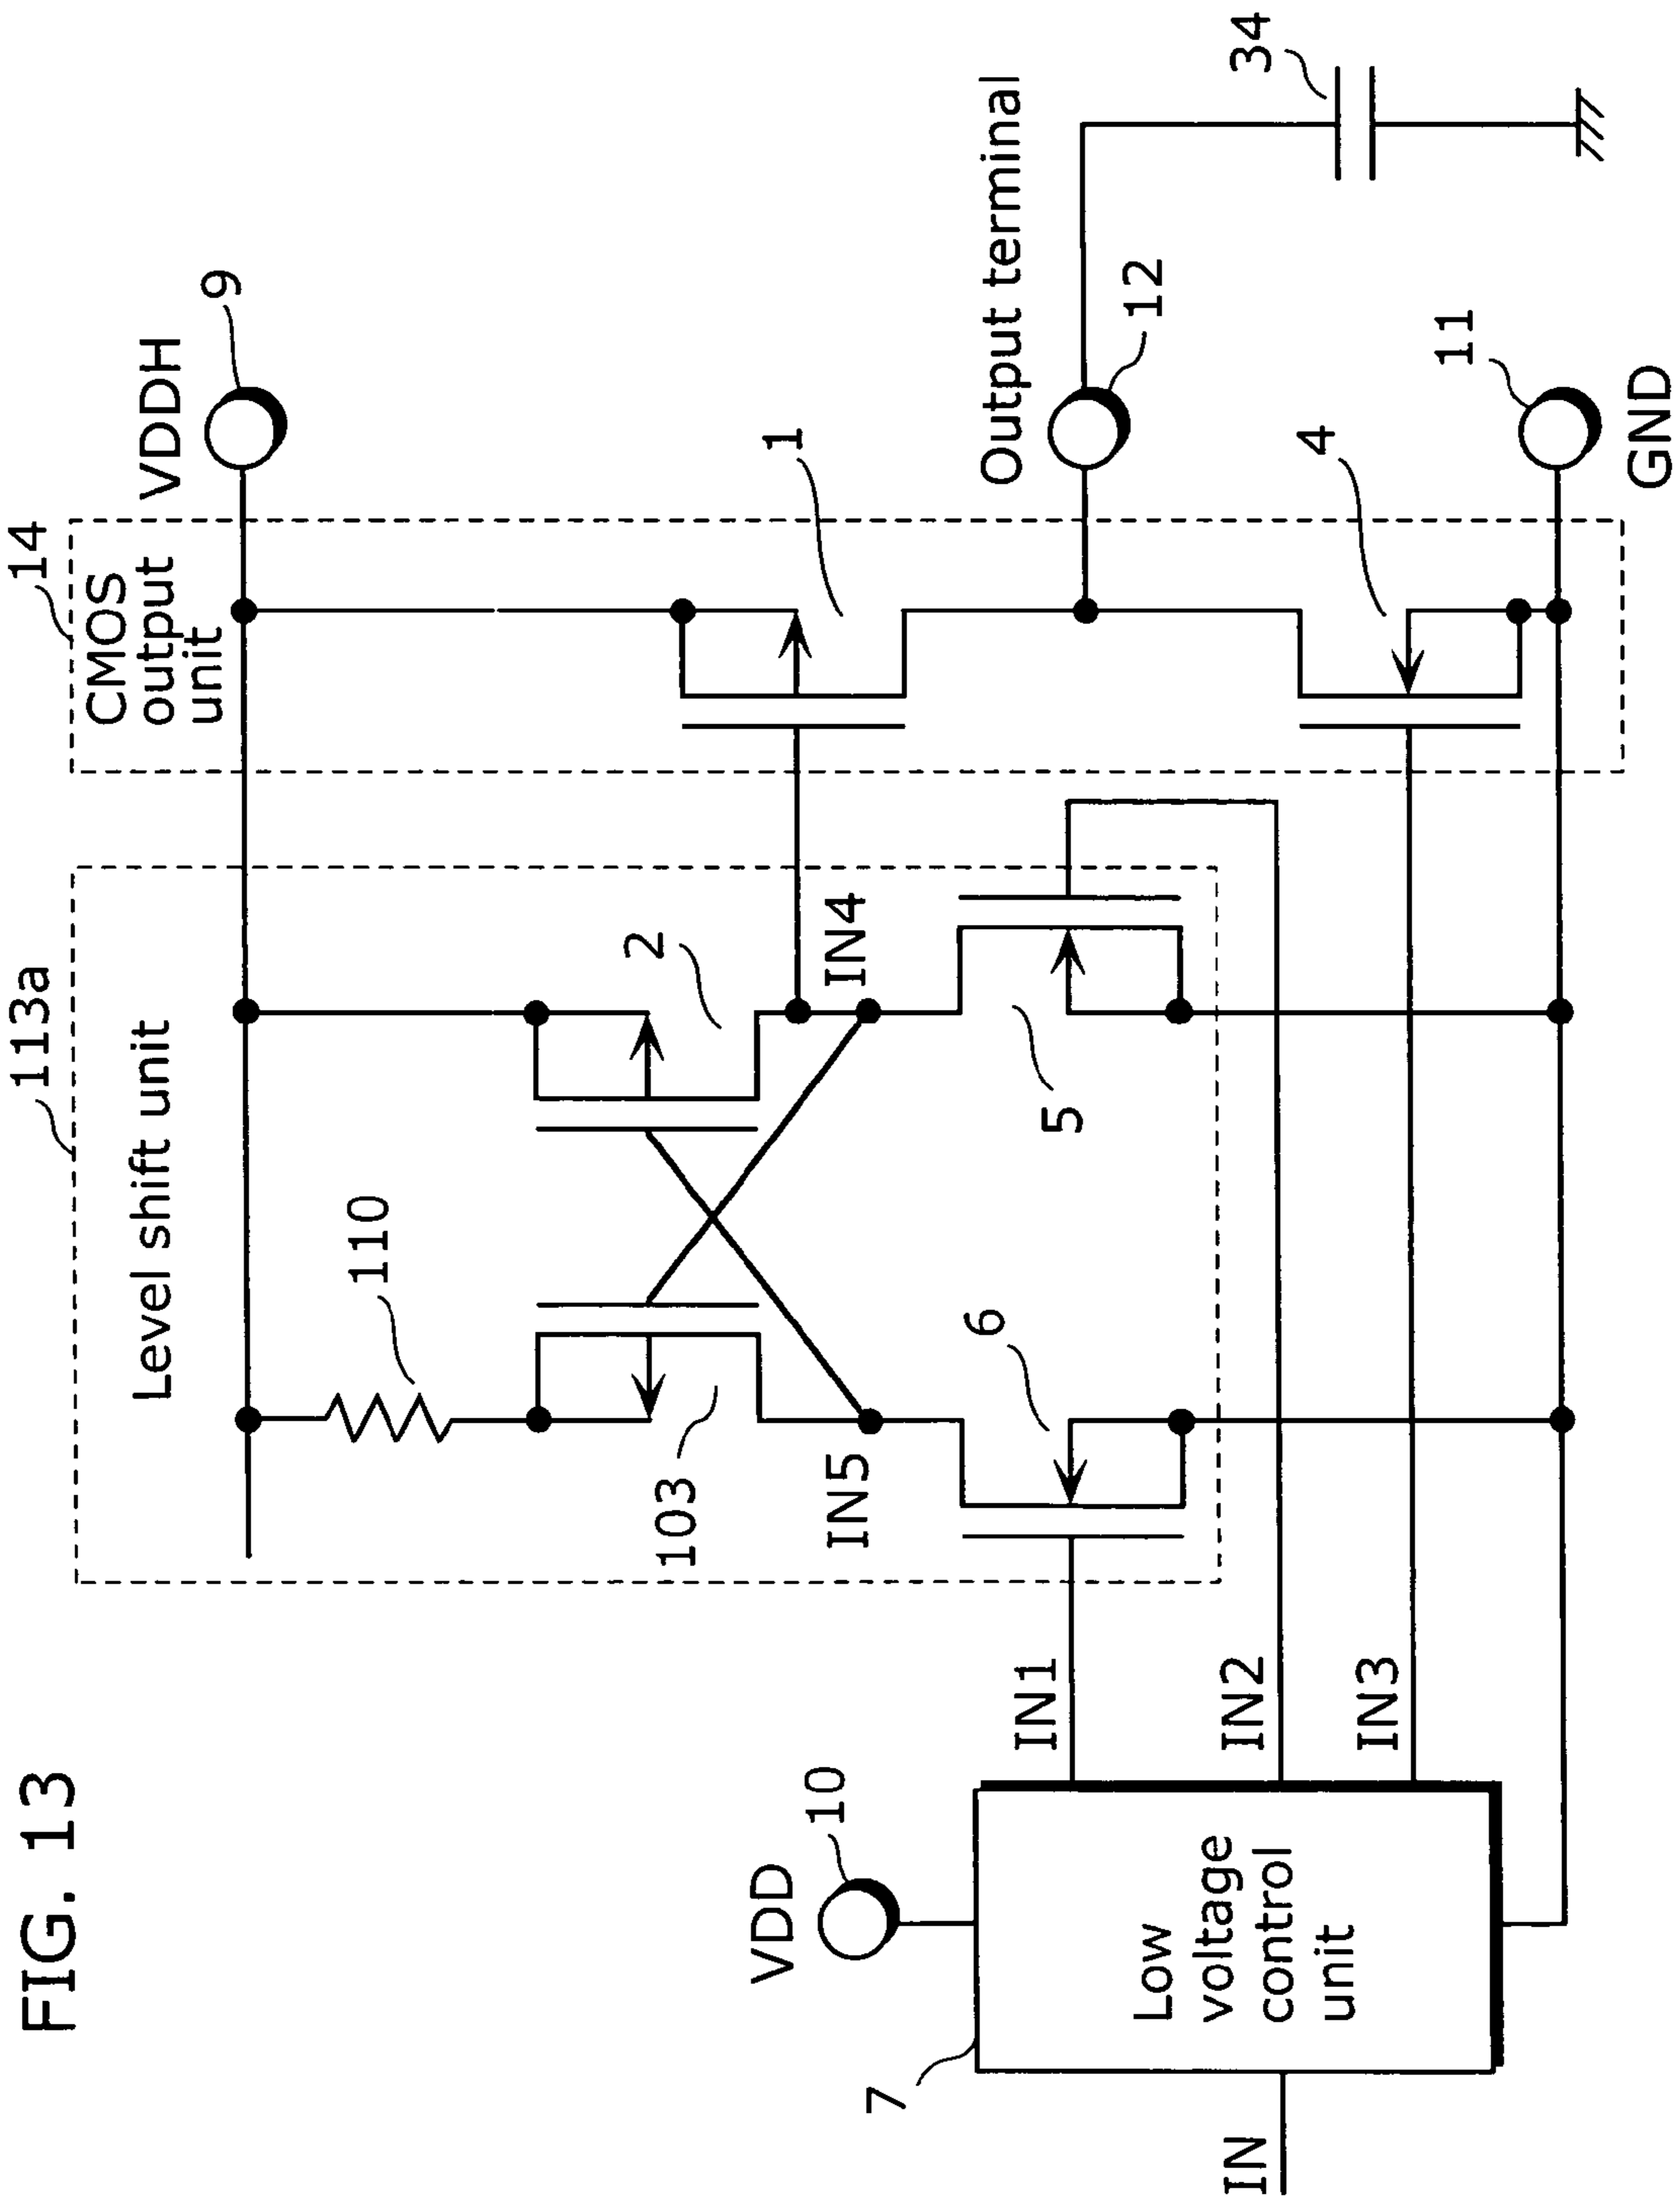 FIG. 13
113a
Level shift unit
14
CMOS
output
unit
VDDH
9
110
103
2
1
IN5
IN4
6
5
Output terminal
12
34
4
11
GND
VDD
10
7
Low
voltage
control
unit
IN
IN1
IN2
IN3